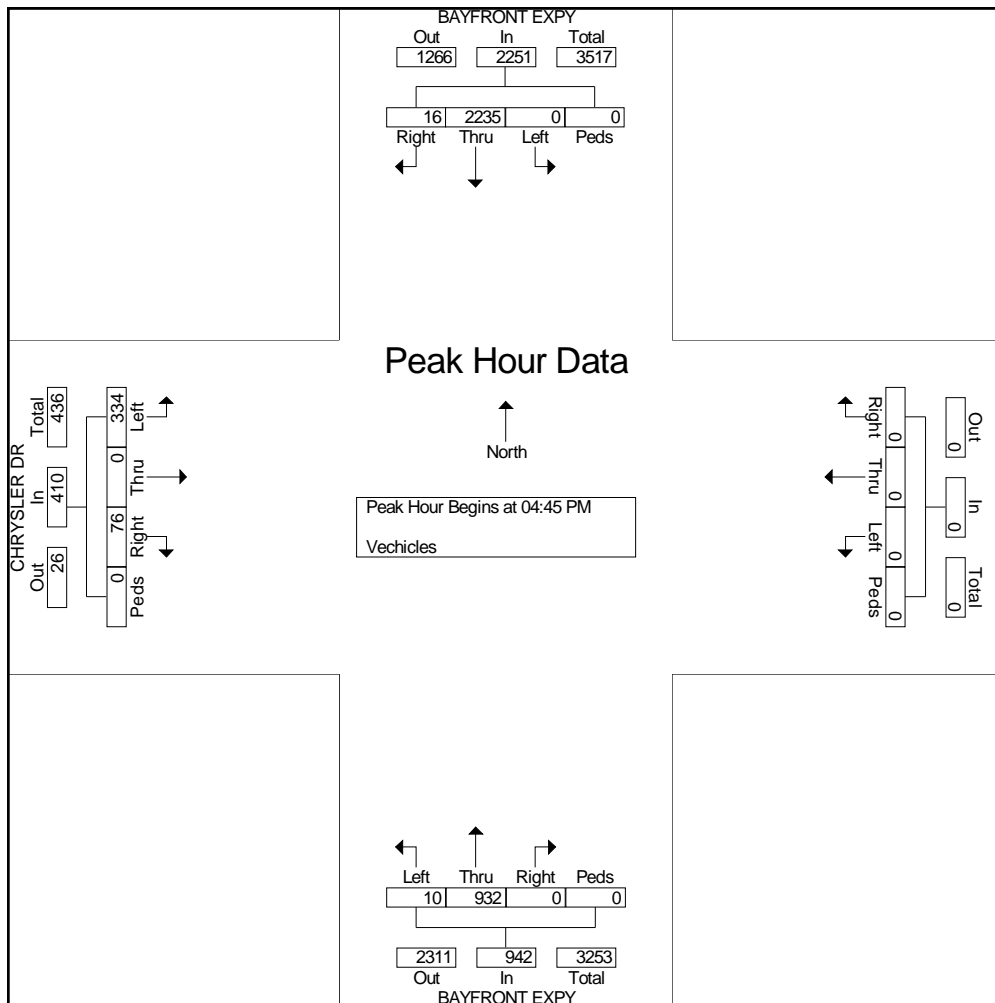 BAYFRONT EXPY
Out In Total
1266 2251 3517
16 2235 0 0
Right Thru Left Peds
Peak Hour Data
North
Peak Hour Begins at 04:45 PM
Vechicles
CHRYSLER DR
Total In Out
436 410 26
334 0 76 0
Left Thru Right Peds
Right Thru Left Peds
0 0 0 0
Out In Total
0 0 0
Left Thru Right Peds
10 932 0 0
2311 942 3253
Out In Total
BAYFRONT EXPY